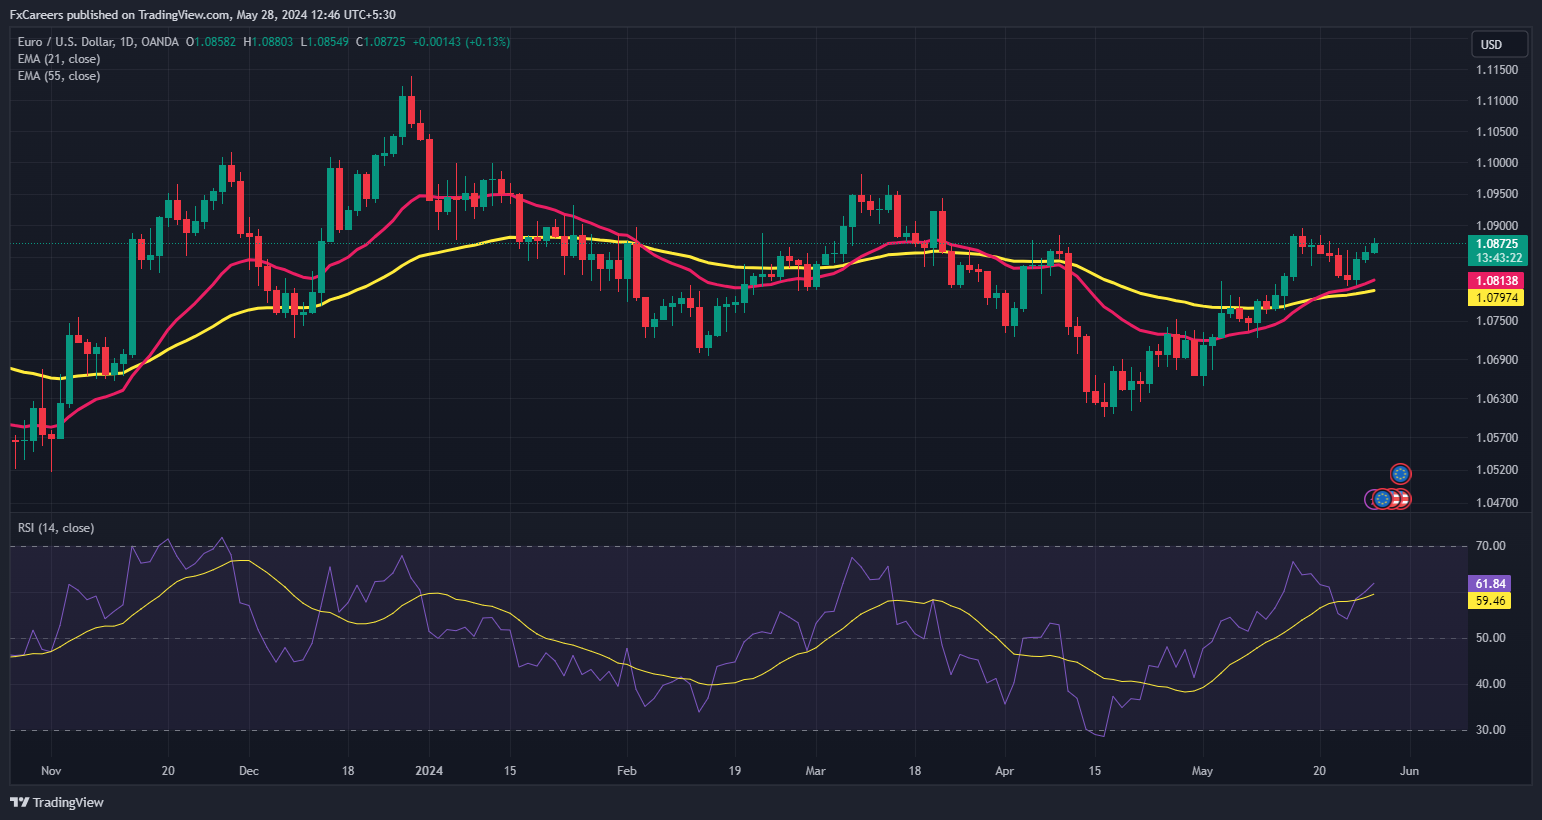 FxCareers published on TradingView.com, May 28, 2024 12:46 UTC+5:30
Euro / U.S. Dollar, 1D, OANDA O1.08582 H1.08803 L1.08549 C1.08725 +0.00143 (+0.13%)
EMA (21, close)
EMA (55, close)
USD
1.11500
1.11000
1.10500
1.10000
1.09500
1.09000
1.08725
13:43:22
1.08138
1.07974
1.07500
1.06900
1.06300
1.05700
1.05200
1.04700
RSI (14, close)
70.00
61.84
59.46
50.00
40.00
30.00
Nov 20 Dec 18 2024 15 Feb 19 Mar 18 Apr 15 May 20 Jun
TradingView